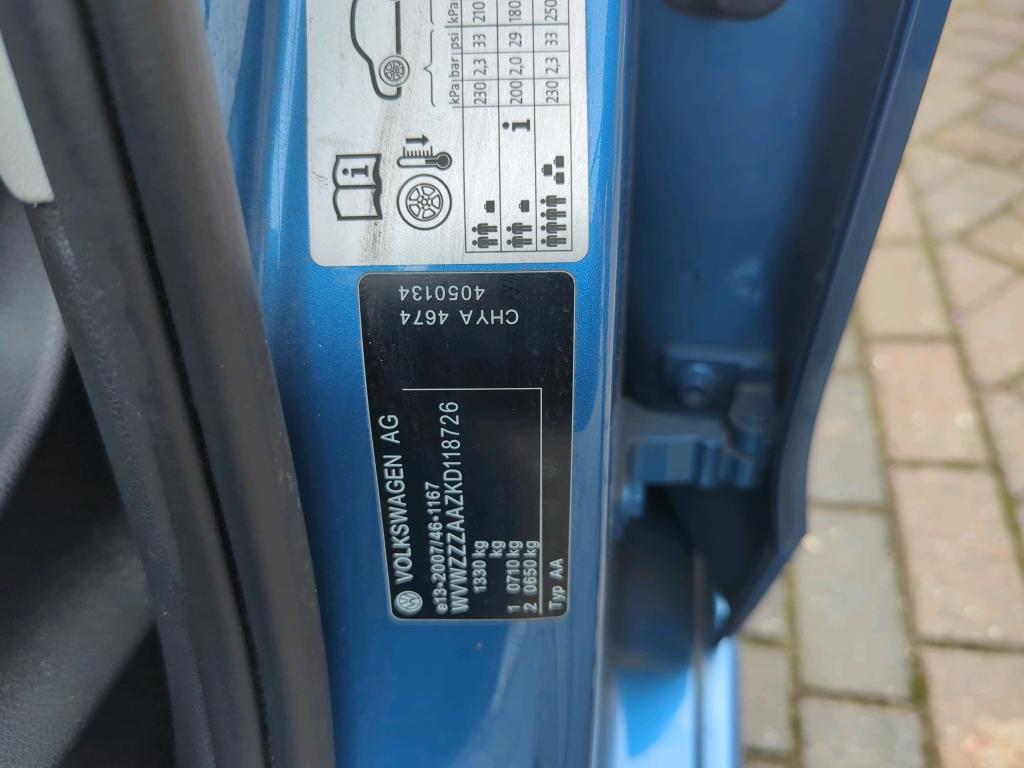 kPa bar psi kPa
230 2,3 33 210
200 2,0 29 180
230 2,3 33 250
i
i
VOLKSWAGEN AG
e13-2007/46*1167
WVWZZZAAZKD118726
1330 kg
kg
1 0710 kg
2 0650 kg
Typ AA
CHYA 4674
4050134